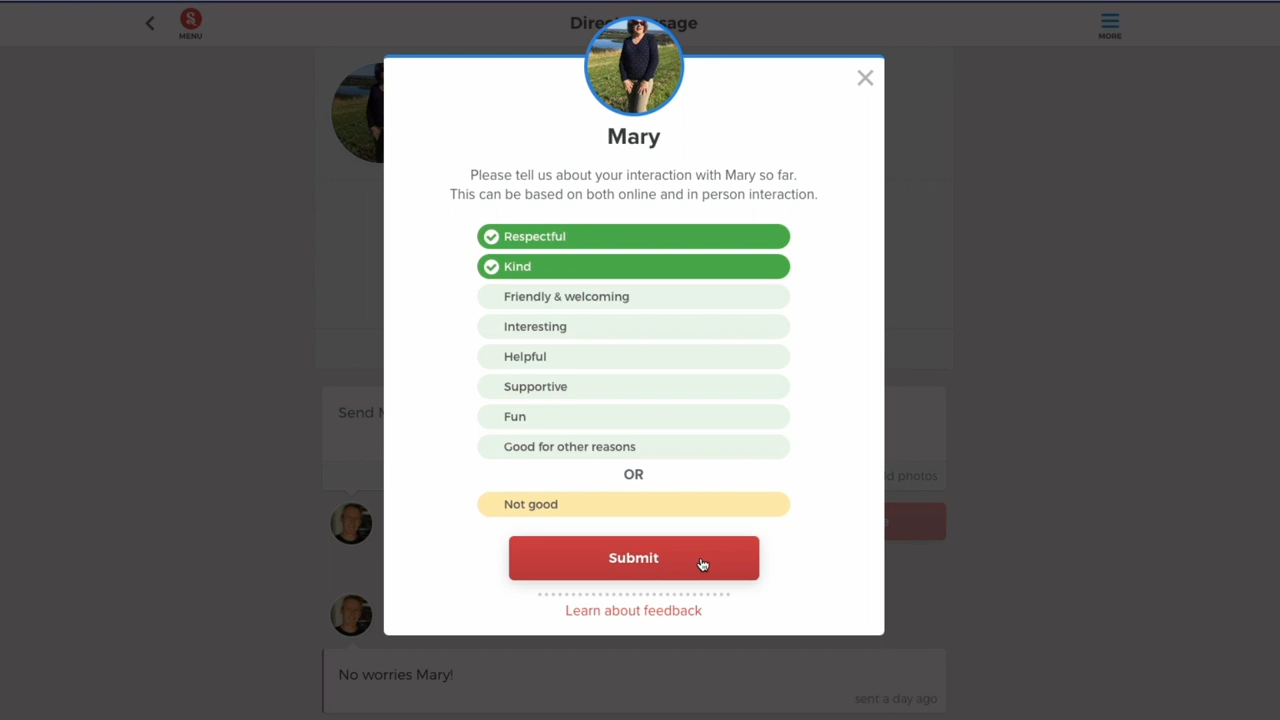 MENU
MORE
Mary
Please tell us about your interaction with Mary so far.
This can be based on both online and in person interaction.
Respectful
Kind
Friendly & welcoming
Interesting
Helpful
Supportive
Fun
Good for other reasons
OR
Not good
Submit
Learn about feedback
Send
photos
No worries Mary!
sent a day ago